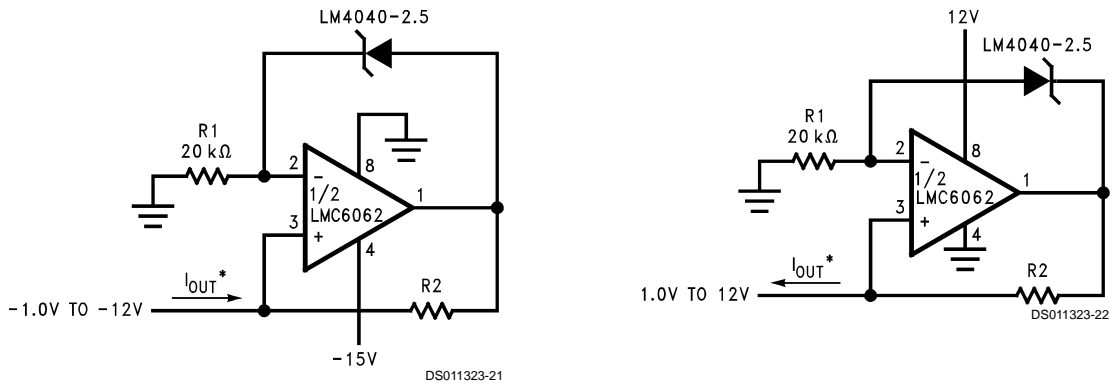 LM4040-2.5
R1
20 kΩ
2
−
8
1/2
LMC6062
1
3
+
4
IOUT*
R2
-1.0V TO -12V
-15V
DS011323-21
12V
LM4040-2.5
R1
20 kΩ
2
−
8
1/2
LMC6062
1
3
+
4
IOUT*
R2
1.0V TO 12V
DS011323-22